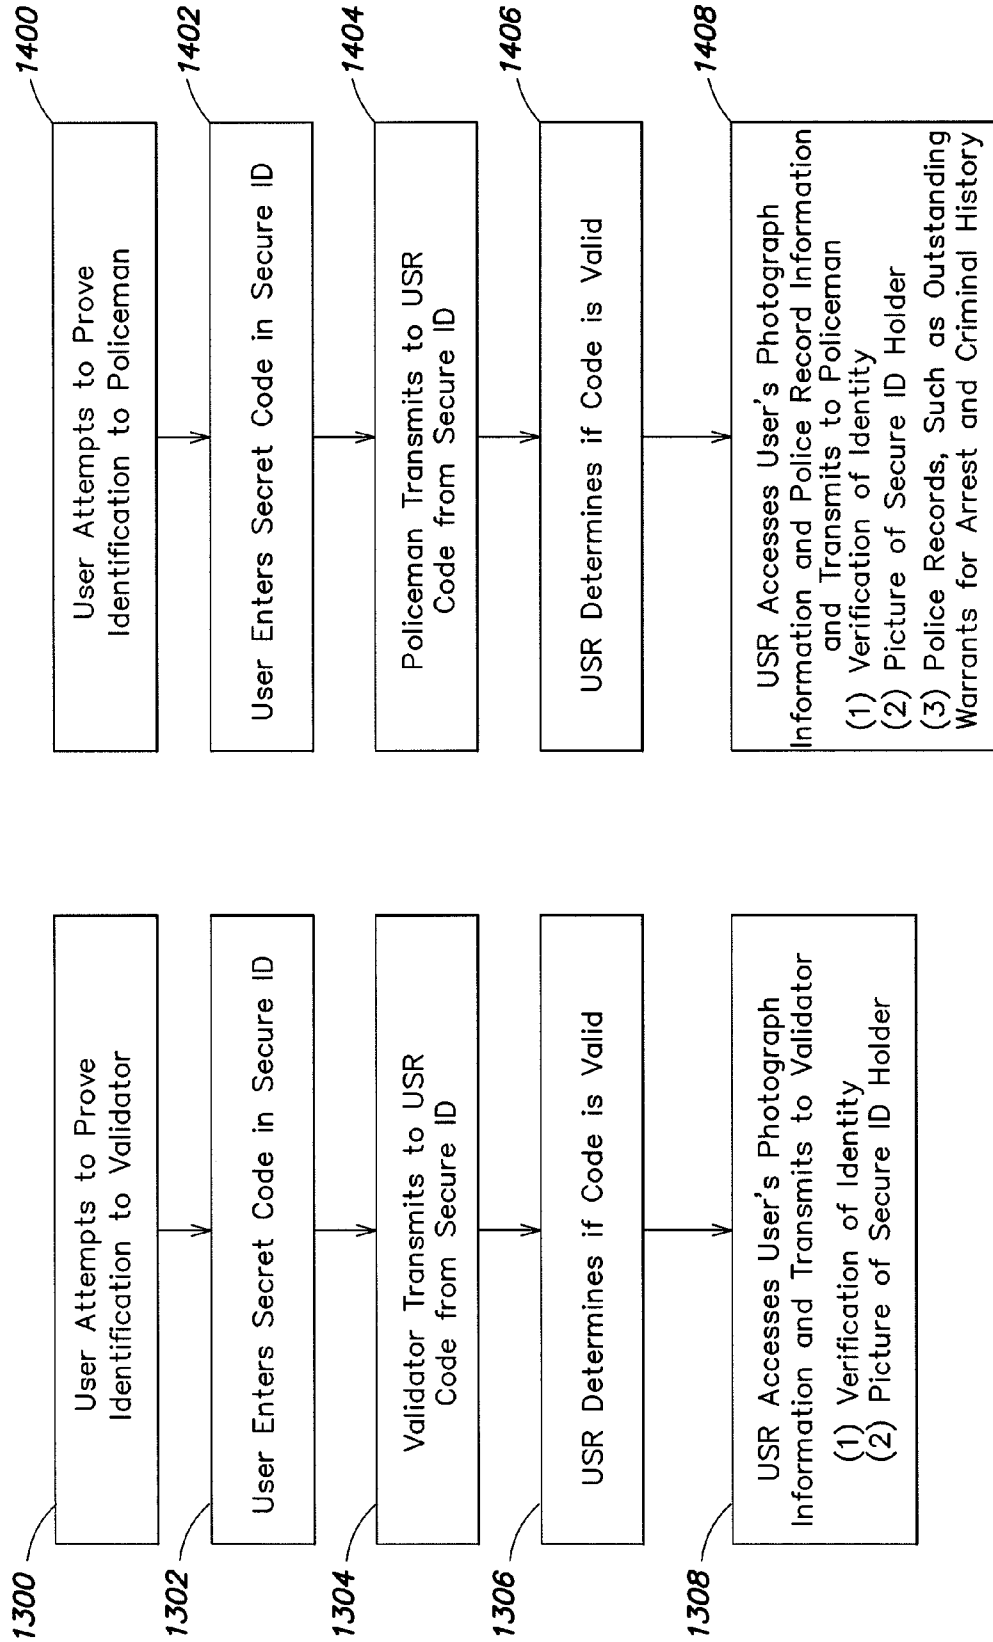 1300
User Attempts to Prove
Identification to Validator
1302
User Enters Secret Code in Secure ID
1304
Validator Transmits to USR
Code from Secure ID
1306
USR Determines if Code is Valid
1308
USR Accesses User's Photograph
Information and Transmits to Validator
(1) Verification of Identity
(2) Picture of Secure ID Holder
1400
User Attempts to Prove
Identification to Policeman
1402
User Enters Secret Code in Secure ID
1404
Policeman Transmits to USR
Code from Secure ID
1406
USR Determines if Code is Valid
1408
USR Accesses User's Photograph
Information and Police Record Information
and Transmits to Policeman
(1) Verification of Identity
(2) Picture of Secure ID Holder
(3) Police Records, Such as Outstanding
Warrants for Arrest and Criminal History